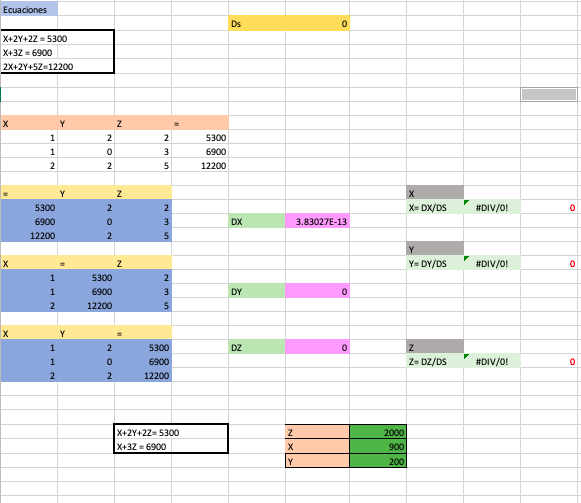 Ecuaciones
Ds 0
X+2Y+2Z = 5300
X+3Z = 6900
2X+2Y+5Z=12200
X Y Z =
1 2 2 5300
1 0 3 6900
2 2 5 12200
= Y Z X
5300 2 2 X= DX/DS #DIV/0! 0
6900 0 3 DX 3.83027E-13
12200 2 5
Y
X = Z Y= DY/DS #DIV/0! 0
1 5300 2
1 6900 3 DY 0
2 12200 5
X Y =
1 2 5300 DZ 0 Z
1 0 6900 Z= DZ/DS #DIV/0! 0
2 2 12200
X+2Y+2Z= 5300 Z 2000
X+3Z = 6900 X 900
Y 200